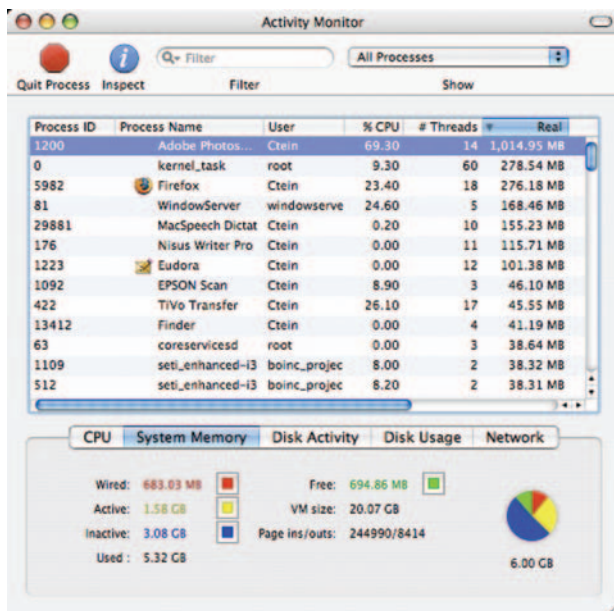 Activity Monitor
Quit Process Inspect Filter Filter All Processes Show
Process ID Process Name User % CPU # Threads Real
1200 Adobe Photos... Ctein 69.30 14 1,014.95 MB
0 kernel_task root 9.30 60 278.54 MB
5982 Firefox Ctein 23.40 18 276.18 MB
81 WindowServer windowserve 24.60 5 168.46 MB
29881 MacSpeech Dictat Ctein 0.20 10 155.23 MB
176 Nisus Writer Pro Ctein 0.00 11 115.71 MB
1223 Eudora Ctein 0.00 12 101.38 MB
1092 EPSON Scan Ctein 8.90 3 46.10 MB
422 TiVo Transfer Ctein 26.10 17 45.55 MB
13412 Finder Ctein 0.00 4 41.19 MB
63 coreservicesd root 0.00 3 38.64 MB
1109 seti_enhanced-i3 boinc_projec 8.00 2 38.32 MB
512 seti_enhanced-i3 boinc_projec 8.20 2 38.31 MB
CPU System Memory Disk Activity Disk Usage Network
Wired: 683.03 MB Free: 694.86 MB
Active: 1.58 GB VM size: 20.07 GB
Inactive: 3.08 GB Page ins/outs: 244990/8414
Used : 5.32 GB
6.00 GB